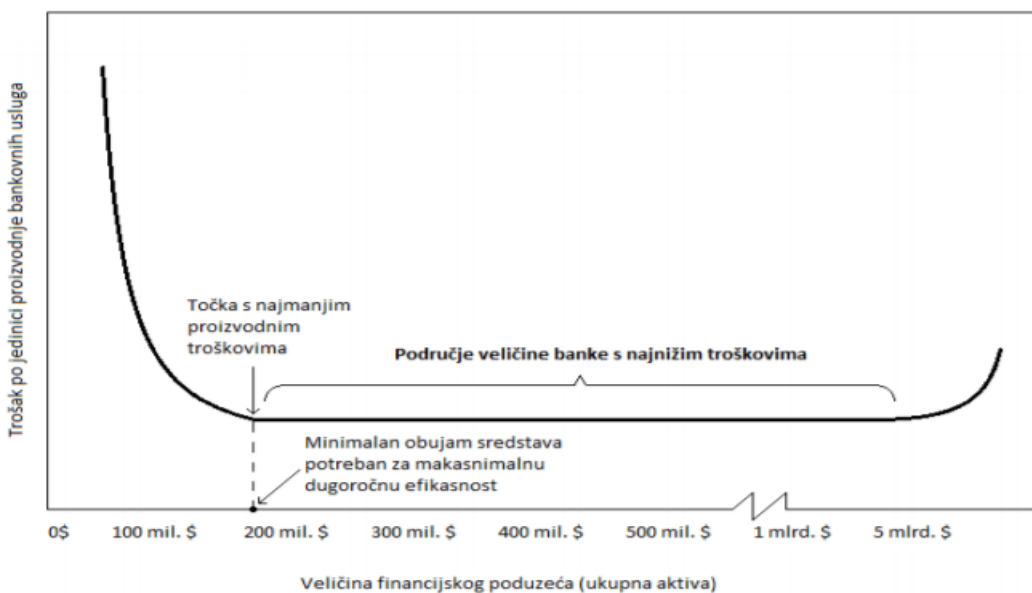 Trošak po jedinici proizvodnje bankovnih usluga
Točka s najmanjim
proizvodnim
troškovima
Područje veličine banke s najnižim troškovima
Minimalan obujam sredstava
potreban za makasnimalnu
dugoročnu efikasnost
0$ 100 mil. $ 200 mil. $ 300 mil. $ 400 mil. $ 500 mil. $ 1 mlrd. $ 5 mlrd. $
Veličina financijskog poduzeća (ukupna aktiva)